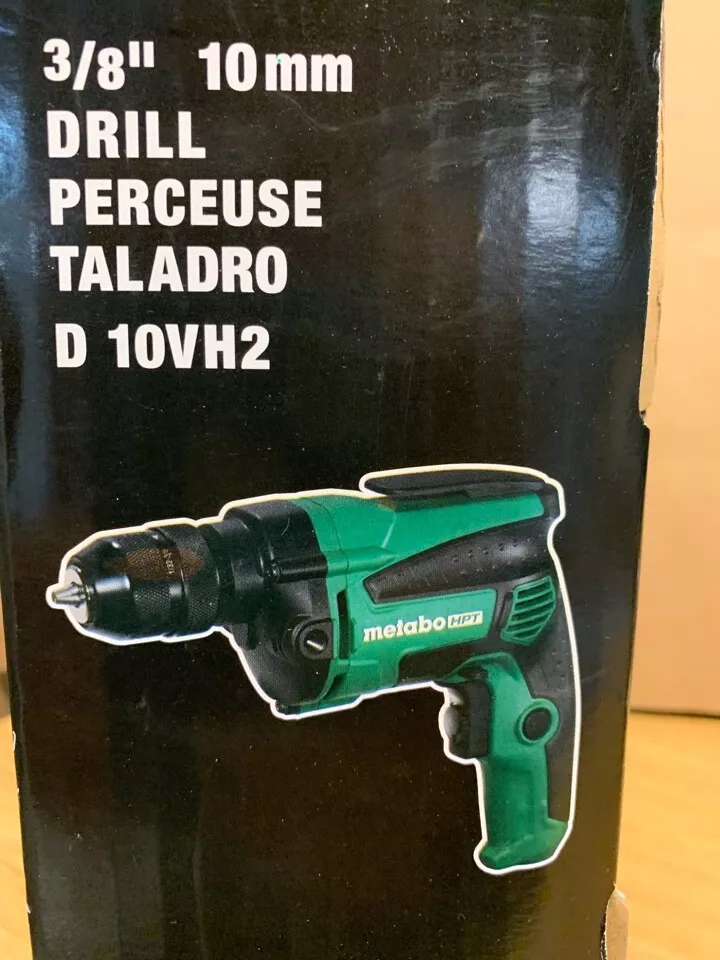 3/8" 10mm
DRILL
PERCEUSE
TALADRO
D 10VH2
metabo HPT